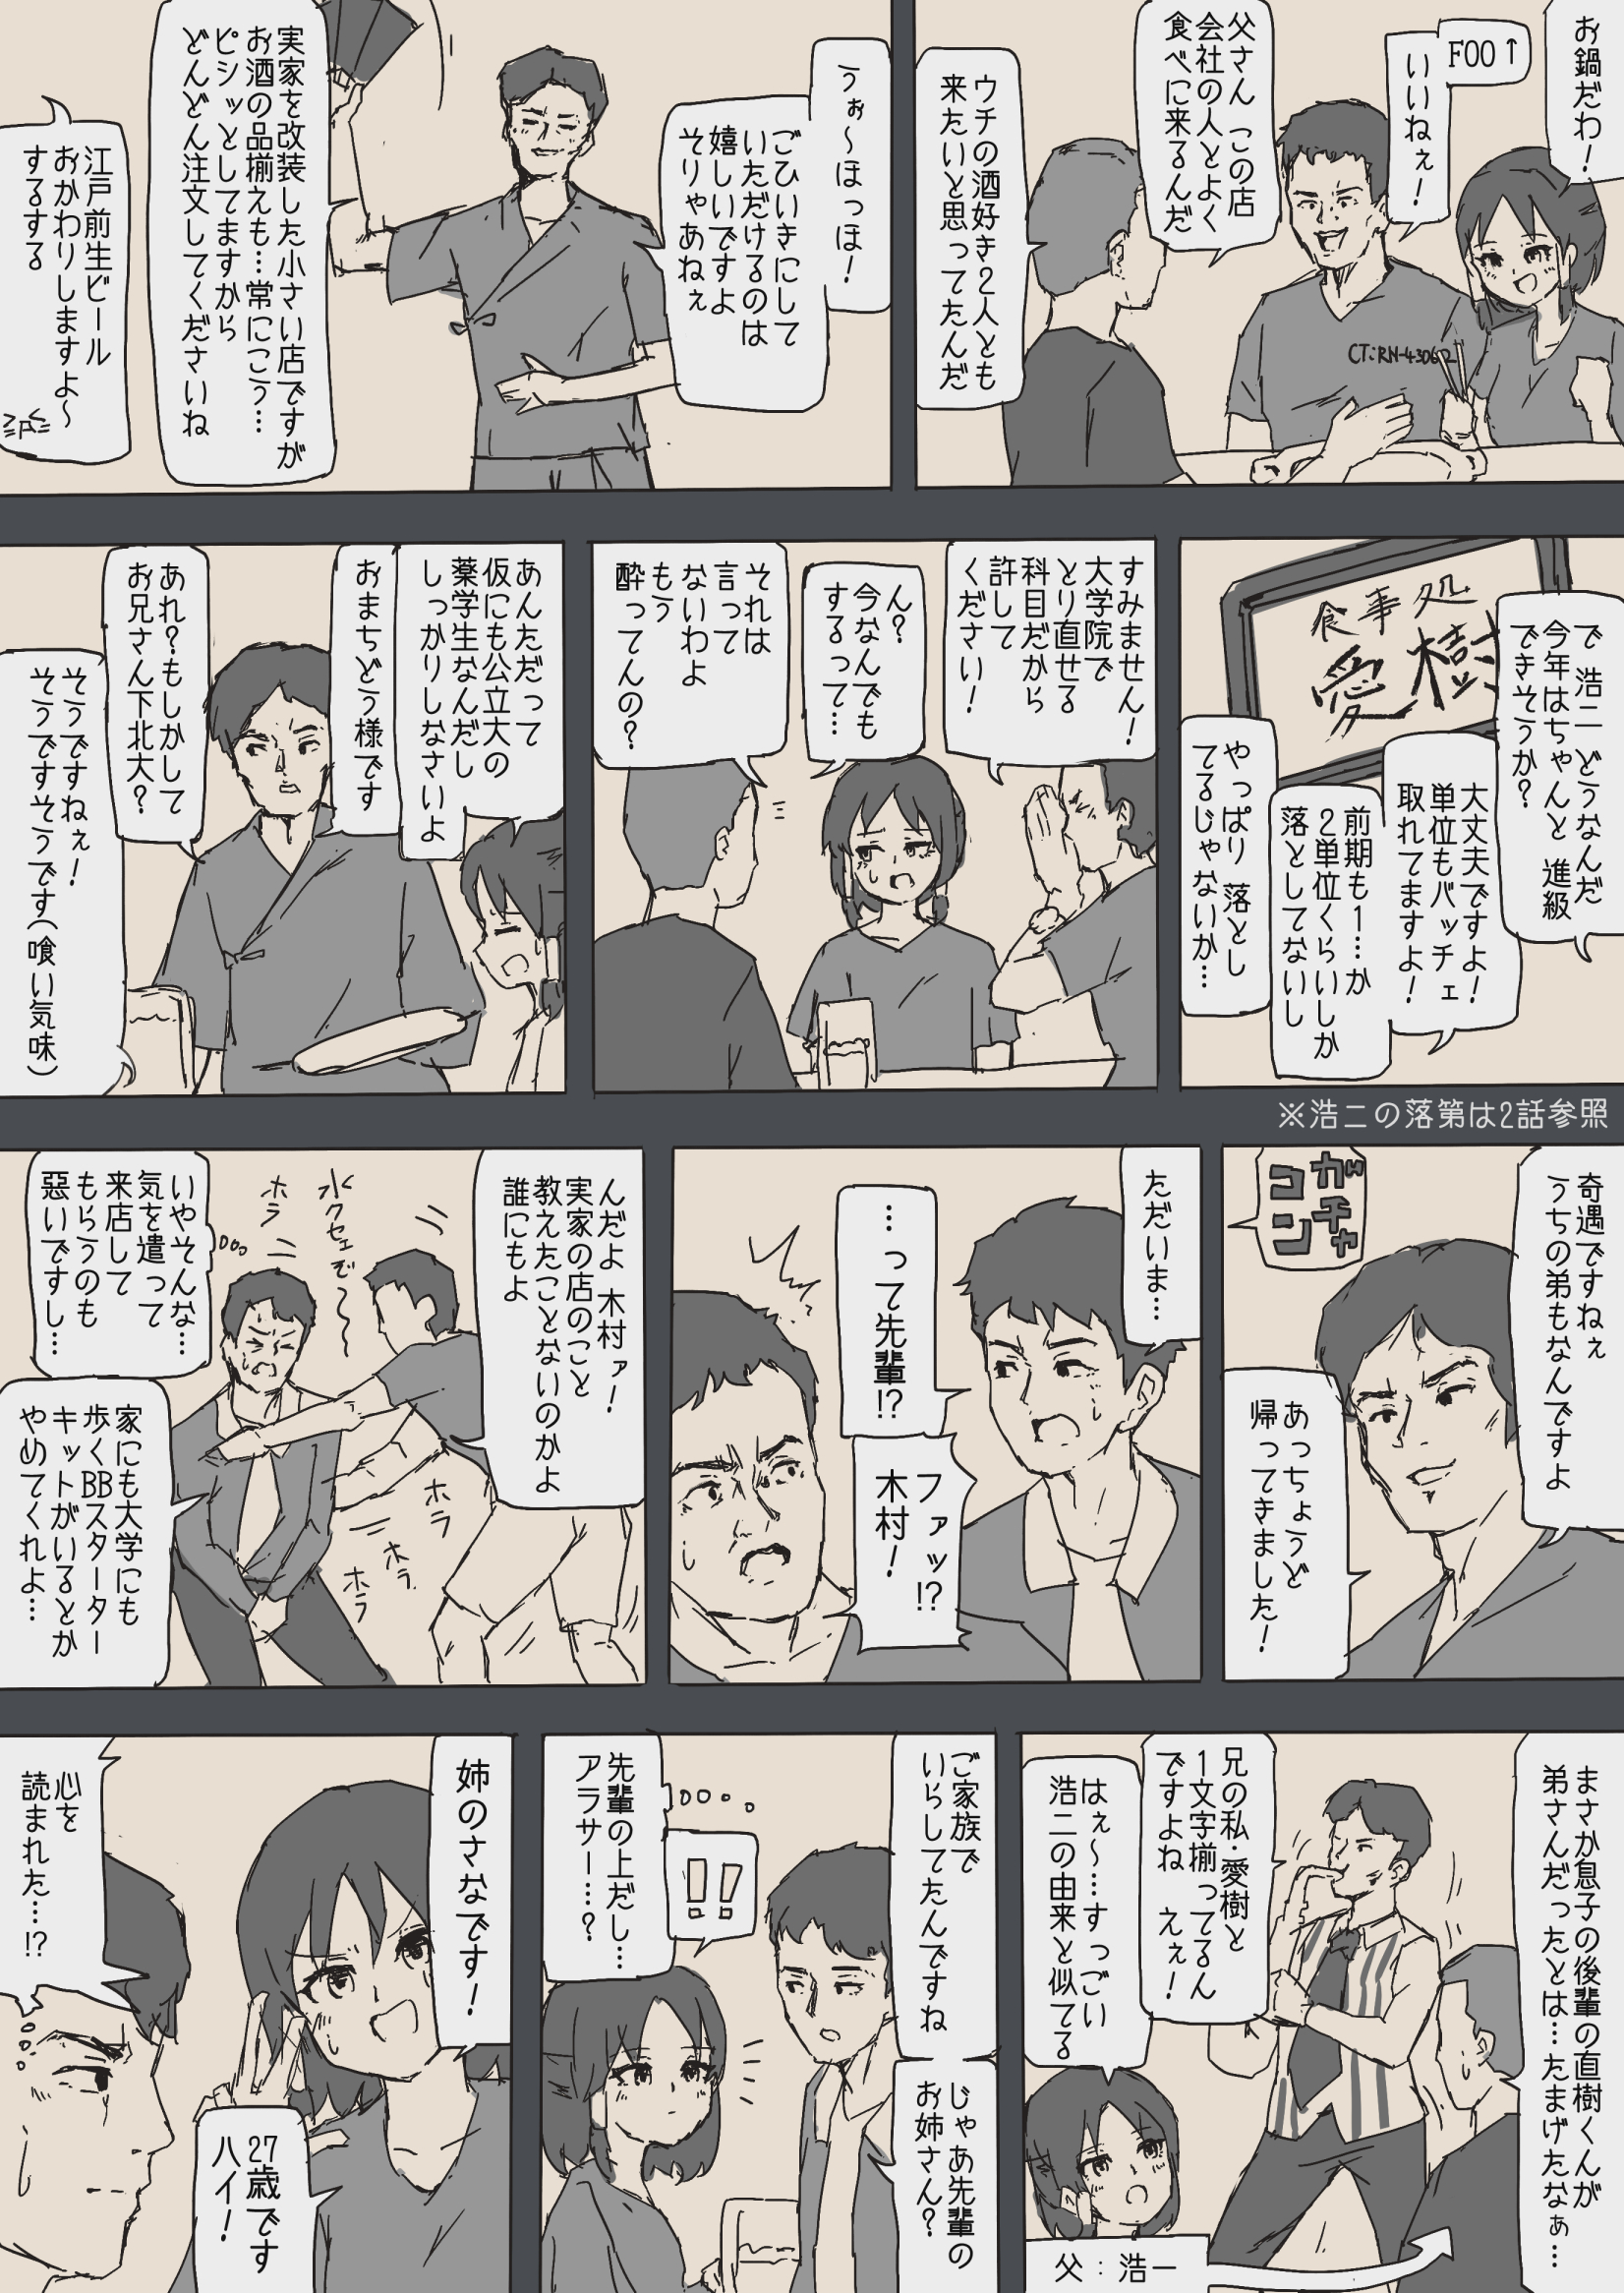 お鍋だわ!
FOO↑
いいねぇ!
父さん この店
会社の人とよく
食べに来るんだ
ウチの酒好き2人とも
来たいと思ってたんだ
CT:RN-43062
うぉ〜ほっほ!
ごひいきにして
いただけるのは
嬉しいですよ
そりゃあねぇ
実家を改装した小さい店ですが
お酒の品揃えも…常にこう…
ピシッとしてますから
どんどん注文してくださいね
江戸前生ビール
おかわりしますよ〜
するする
で 浩二 どうなんだ
今年はちゃんと 進級
できそうか?
食事処
愛樹
大丈夫ですよ!
単位もバッチェ
取れてますよ!
前期も1…か
2単位くらいしか
落としてないし
やっぱり 落とし
てるじゃないか…
すみません!
大学院で
とり直せる
科目だから
許して
ください!
ん?
今なんでも
するって…
それは
言って
ないわよ
もう
酔ってんの?
あんただって
仮にも公立大の
薬学生なんだし
しっかりしなさいよ
おまちどう様です
あれ?もしかして
お兄さん下北大?
そうですねぇ!
そうですそうです(喰い気味)
※浩二の落第は2話参照
奇遇ですねぇ
うちの弟もなんですよ
ガチャ
コン
あっちょうど
帰ってきました!
ただいま…
…って先輩!?
ファッ!?
木村!
んだよ 木村ァ!
実家の店のこと
教えたことないのかよ
誰にもよ
水クセェで〜
ホラ
ホラ
ホラ
ホラ
いやそんな…
気を遣って
来店して
もらうのも
悪いですし…
家にも大学にも
歩くBBスターター
キットがいるとか
やめてくれよ…
まさか息子の後輩の直樹くんが
弟さんだったとは…たまげたなぁ…
兄の私・愛樹と
1文字揃ってるん
ですよね えぇ!
はぇ〜…すっごい
浩二の由来と似てる
父:浩一
ご家族で
いらしてたんですね
じゃあ先輩の
お姉さん?
!!
先輩の上だし…
アラサー…?
姉のさなです!
27歳です
ハイ!
心を
読まれた…!?